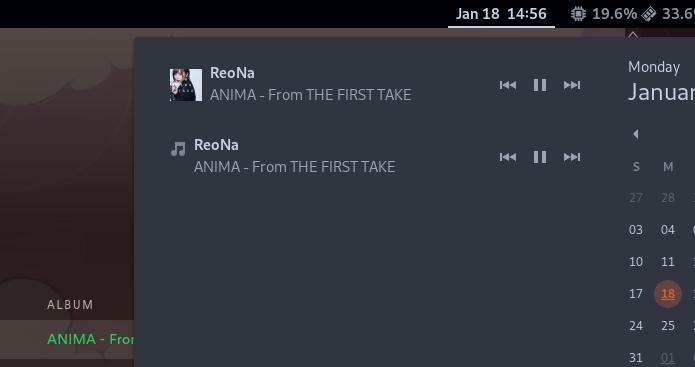 Jan 18 14:56 19.6% 33.6
ReoNa
ANIMA - From THE FIRST TAKE
ReoNa
ANIMA - From THE FIRST TAKE
Monday
Januar
S M
27 28
03 04
10 11
17 18
24 25
31 01
ALBUM
ANIMA - Fror